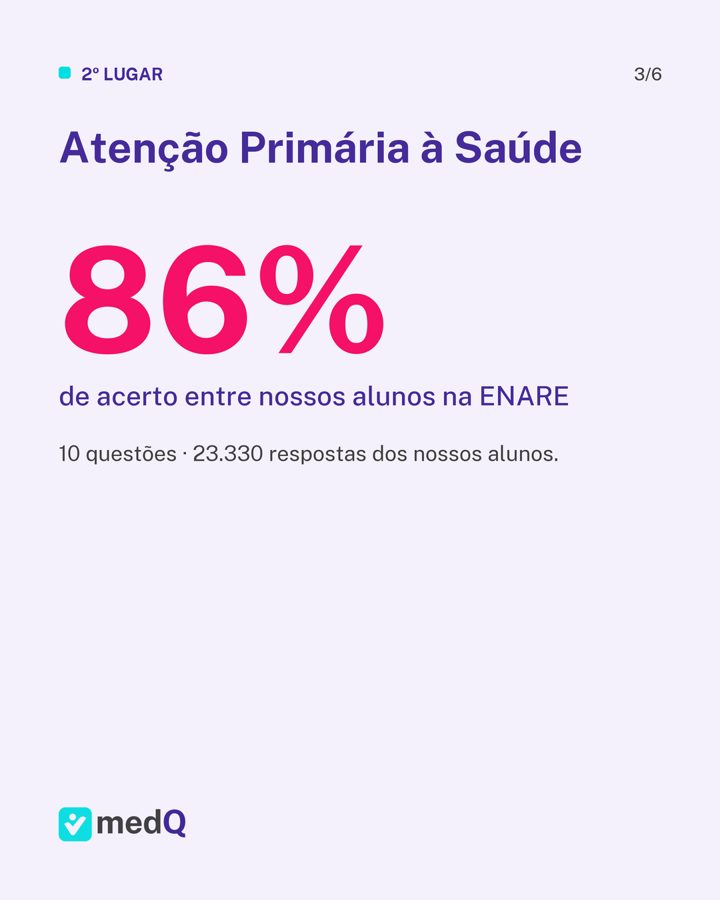 2º LUGAR
3/6
Atenção Primária à Saúde
86%
de acerto entre nossos alunos na ENARE
10 questões · 23.330 respostas dos nossos alunos.
medQ